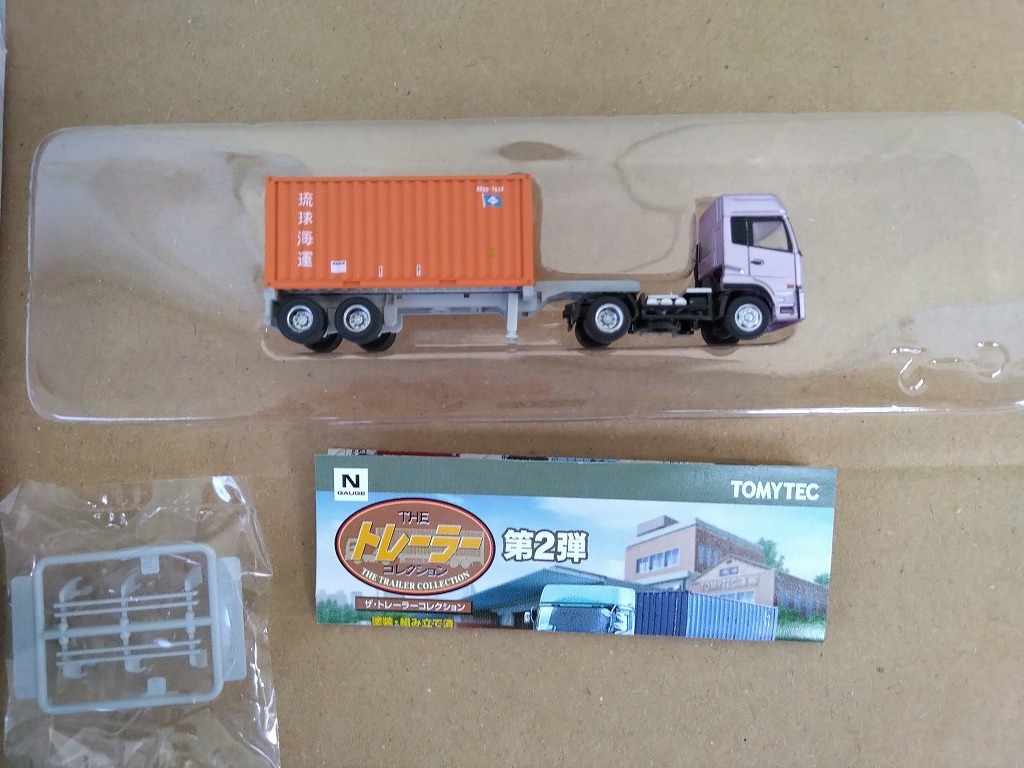 琉球海運
N
GAUGE
TOMYTEC
THE
トレーラー
コレクション
THE TRAILER COLLECTION
第2弾
ザ・トレーラーコレクション
塗装・組み立て済